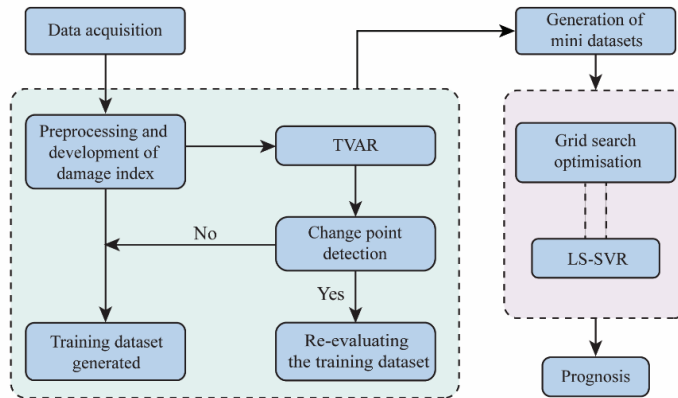 Data acquisition
Generation of
mini datasets
Preprocessing and
development of
damage index
TVAR
Grid search
optimisation
No
Change point
detection
LS-SVR
Yes
Training dataset
generated
Re-evaluating
the training dataset
Prognosis